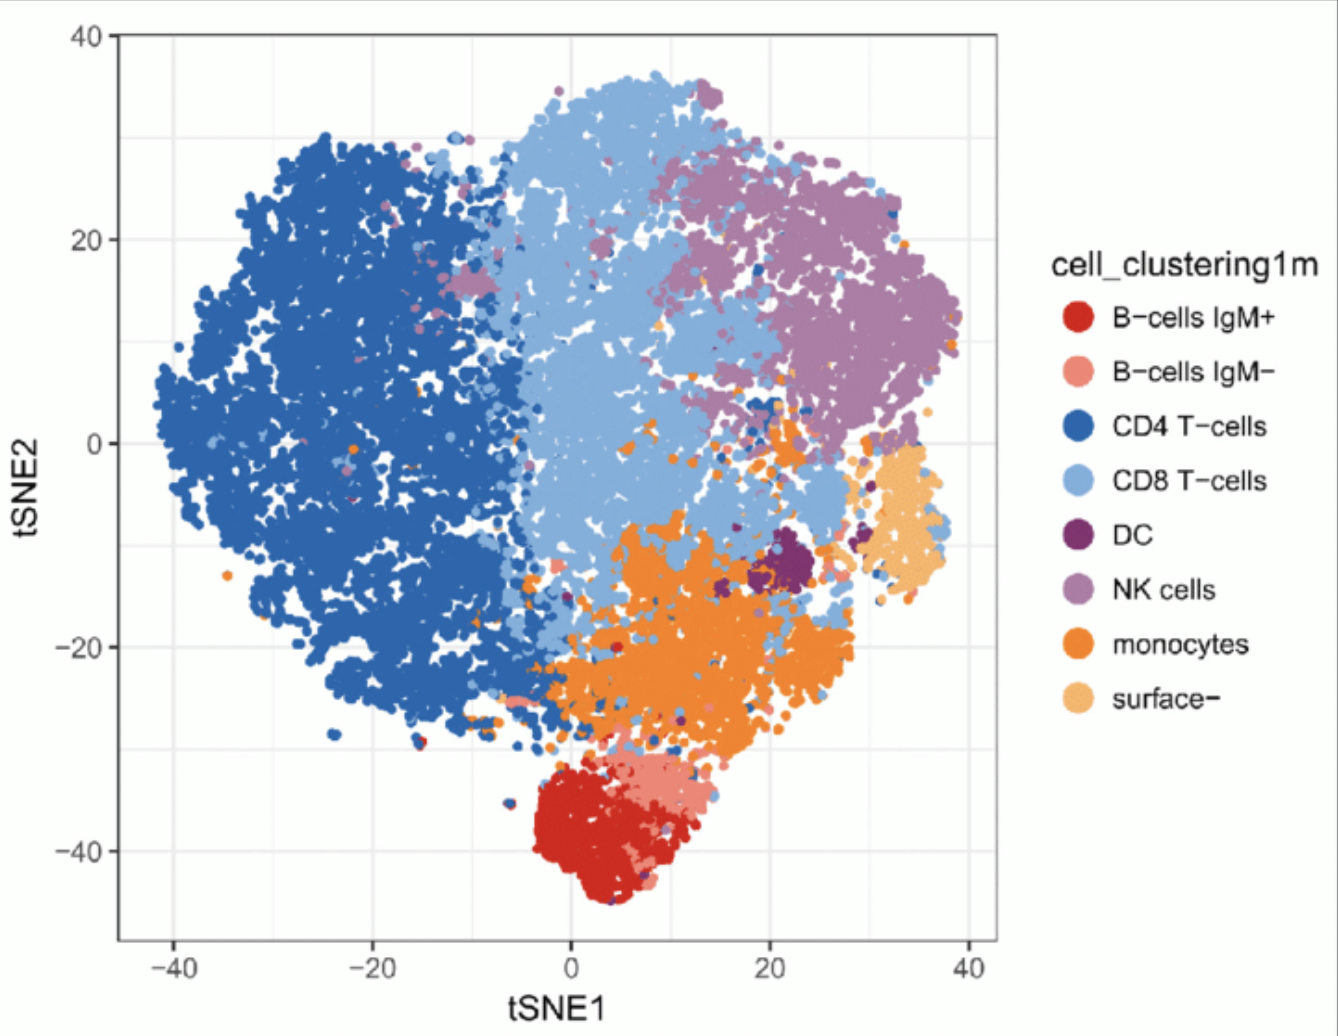 40
20
0
−20
−40
tSNE2
−40
−20
0
20
40
tSNE1
cell_clustering1m
B−cells IgM+
B−cells IgM−
CD4 T−cells
CD8 T−cells
DC
NK cells
monocytes
surface−